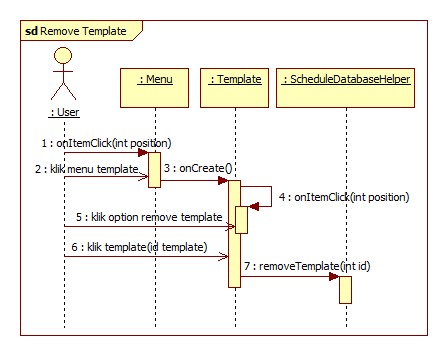 sd Remove Template
: User
: Menu
: Template
: ScheduleDatabaseHelper
1 : onItemClick(int position)
2 : klik menu template
3 : onCreate()
4 : onItemClick(int position)
5 : klik option remove template
6 : klik template(id template)
7 : removeTemplate(int id)